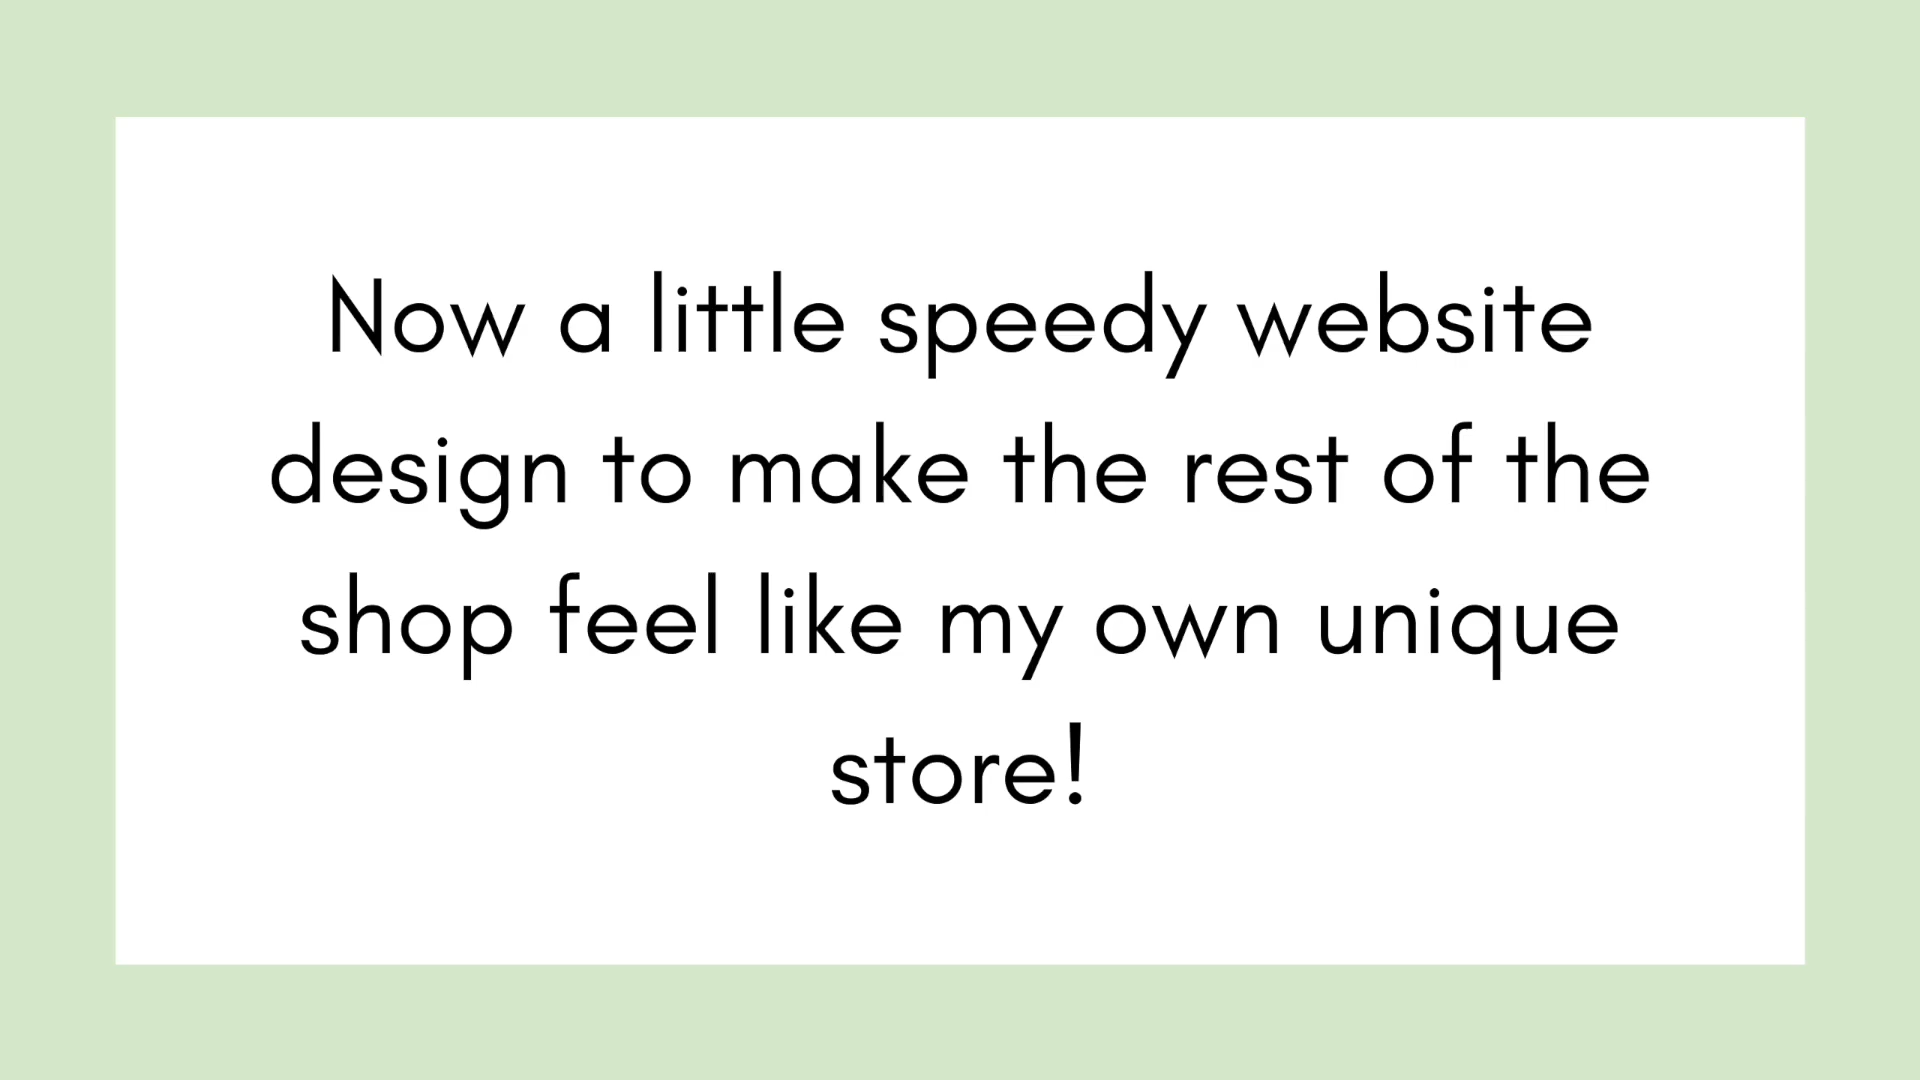 Now a little speedy website
design to make the rest of the
shop feel like my own unique
store!